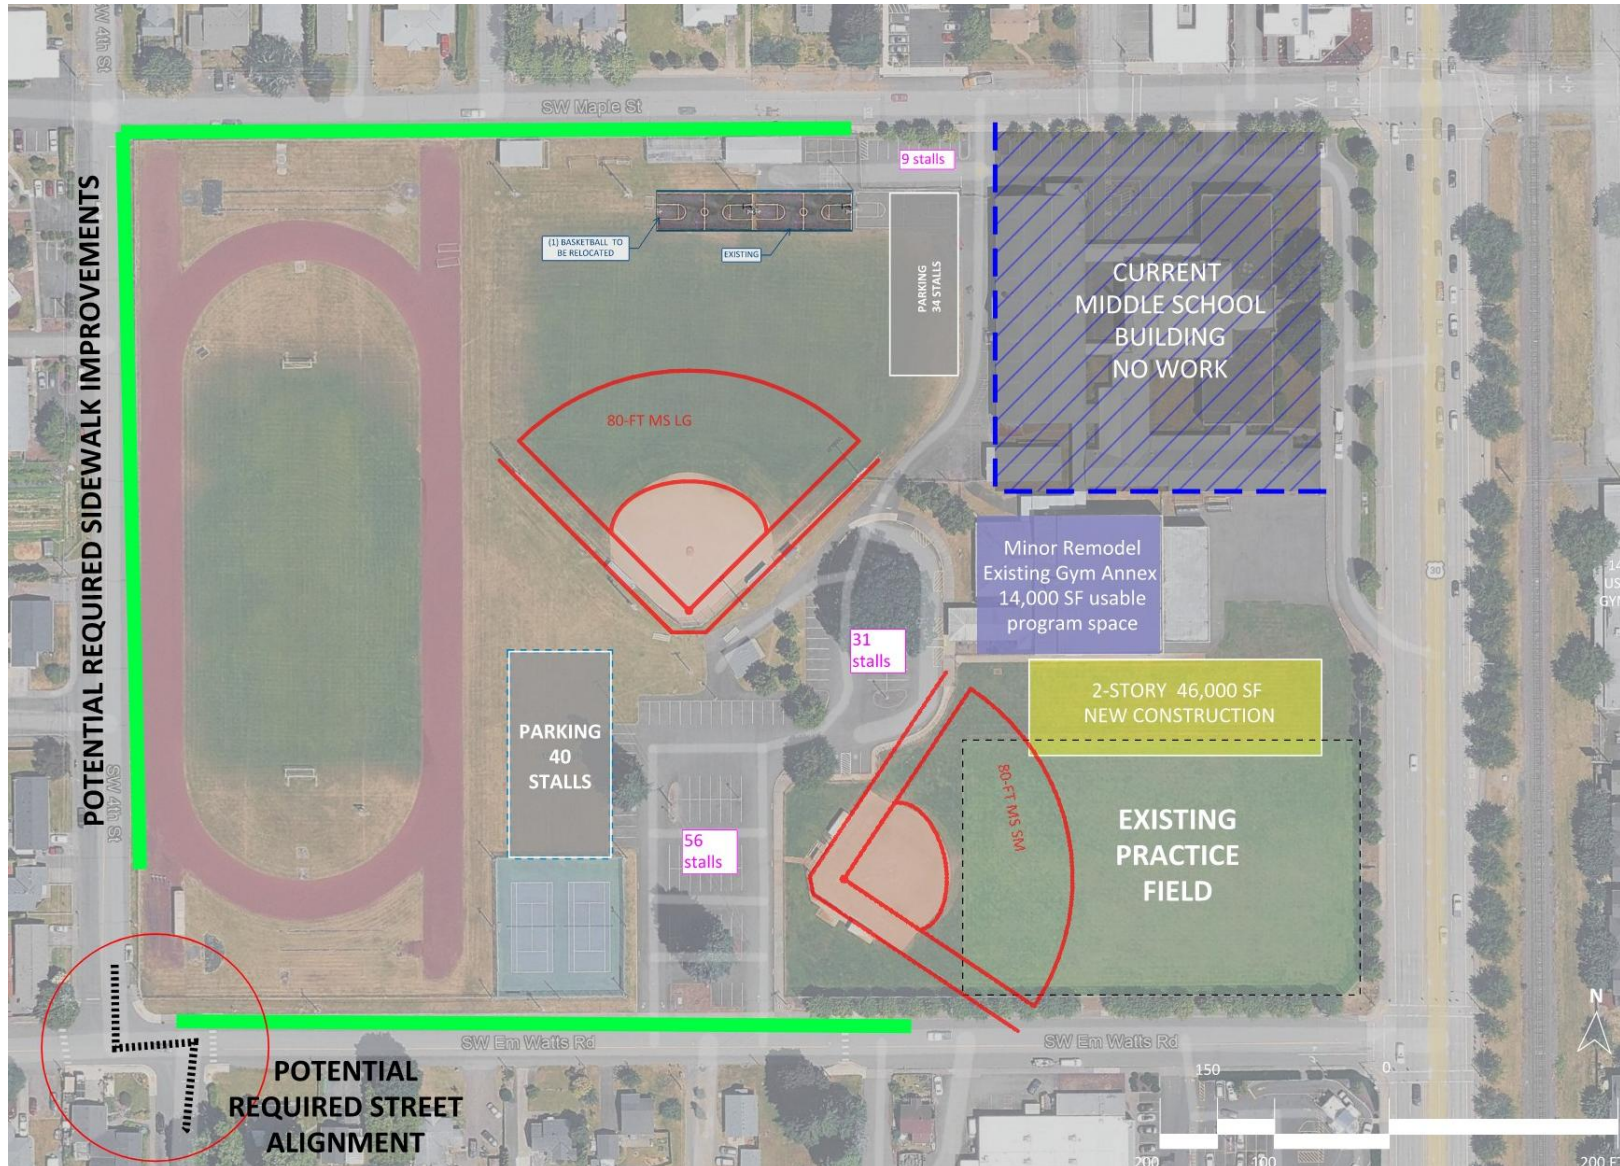 SW 4th St
SW Maple St
9 stalls
(1) BASKETBALL TO
BE RELOCATED
EXISTING
PARKING
34 STALLS
CURRENT
MIDDLE SCHOOL
BUILDING
NO WORK
POTENTIAL REQUIRED SIDEWALK IMPROVEMENTS
80-FT MS LG
Minor Remodel
Existing Gym Annex
14,000 SF usable
program space
30
31
stalls
2-STORY 46,000 SF
NEW CONSTRUCTION
PARKING
40
STALLS
80-FT MS SM
SW 4th St
56
stalls
EXISTING
PRACTICE
FIELD
N
SW Em Watts Rd
SW Em Watts Rd
POTENTIAL
REQUIRED STREET
ALIGNMENT
150
0
200
100
200